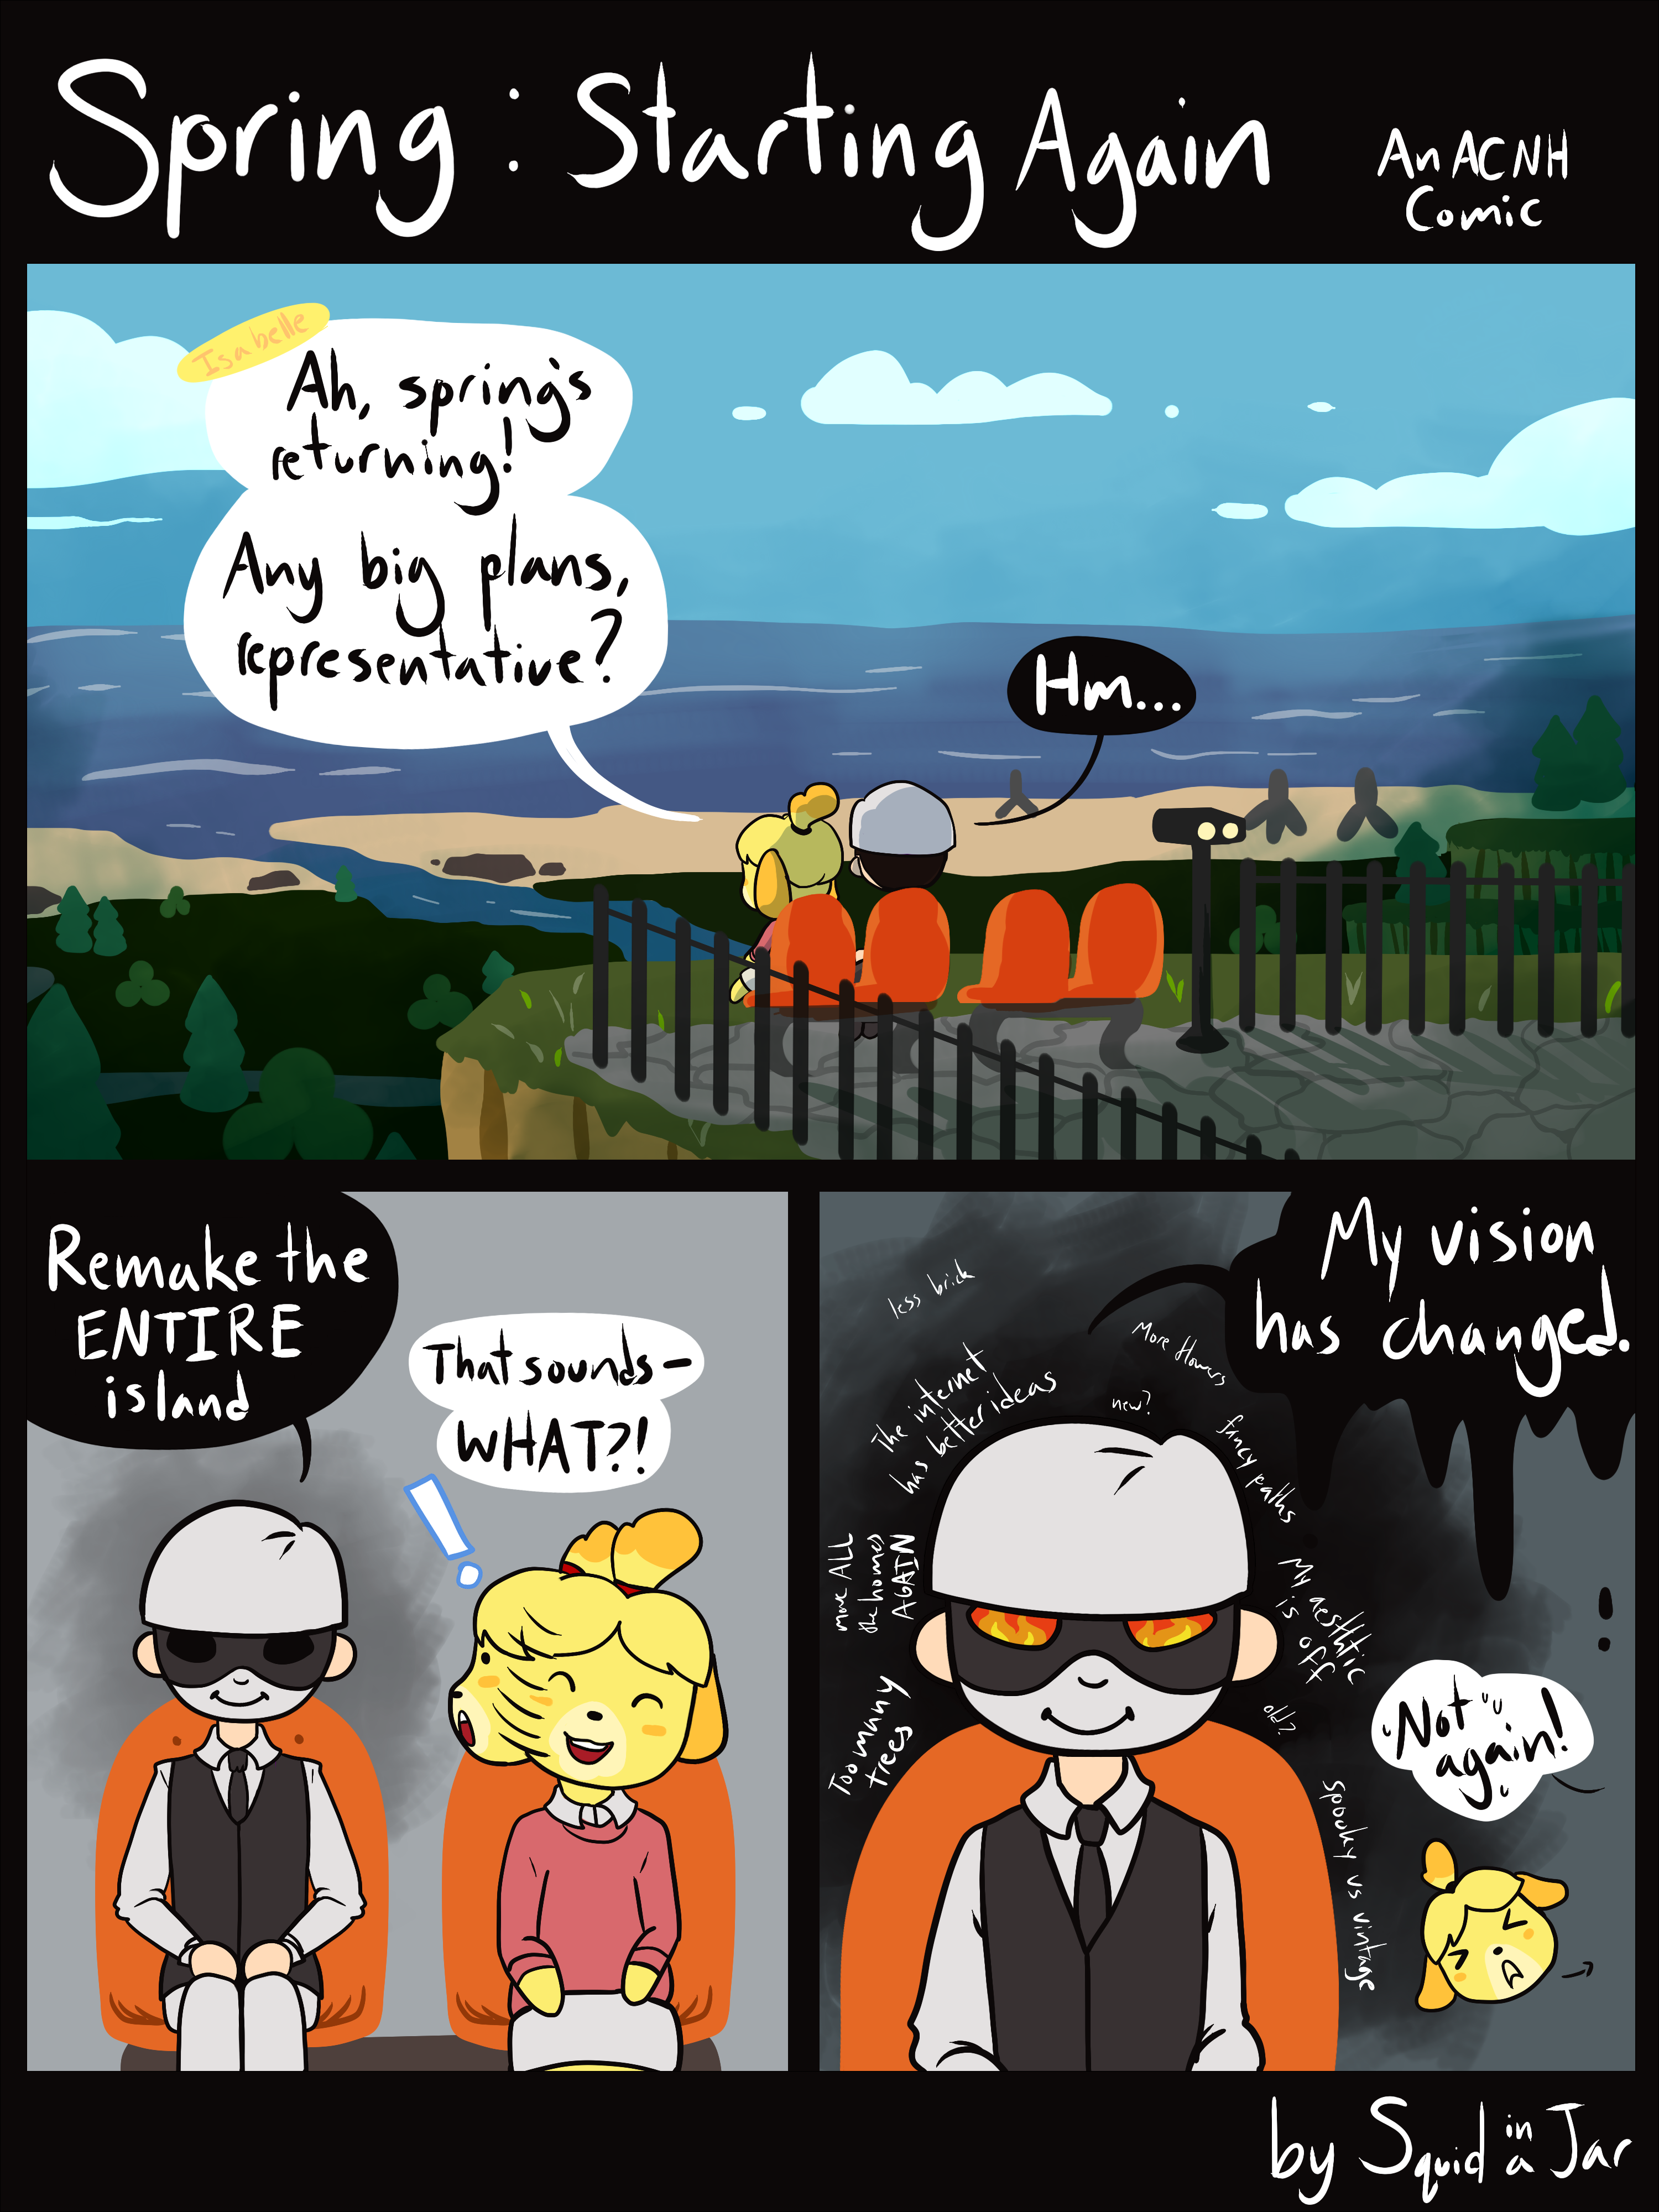 Spring : Starting Again
An ACNH
Comic
Isabelle
Ah, spring's
returning!
Any big plans,
representative?
Hm...
Remake the
ENTIRE
island
That sounds—
WHAT?!
My vision
has changed.
less brick
More flowers
The internet
has better ideas
new?
fancy paths
move ALL
the homes
AGAIN
My aesthetic
is off
Too many
trees
old?
Spooky vs vintage
Not
again!
by Squid in a Jar